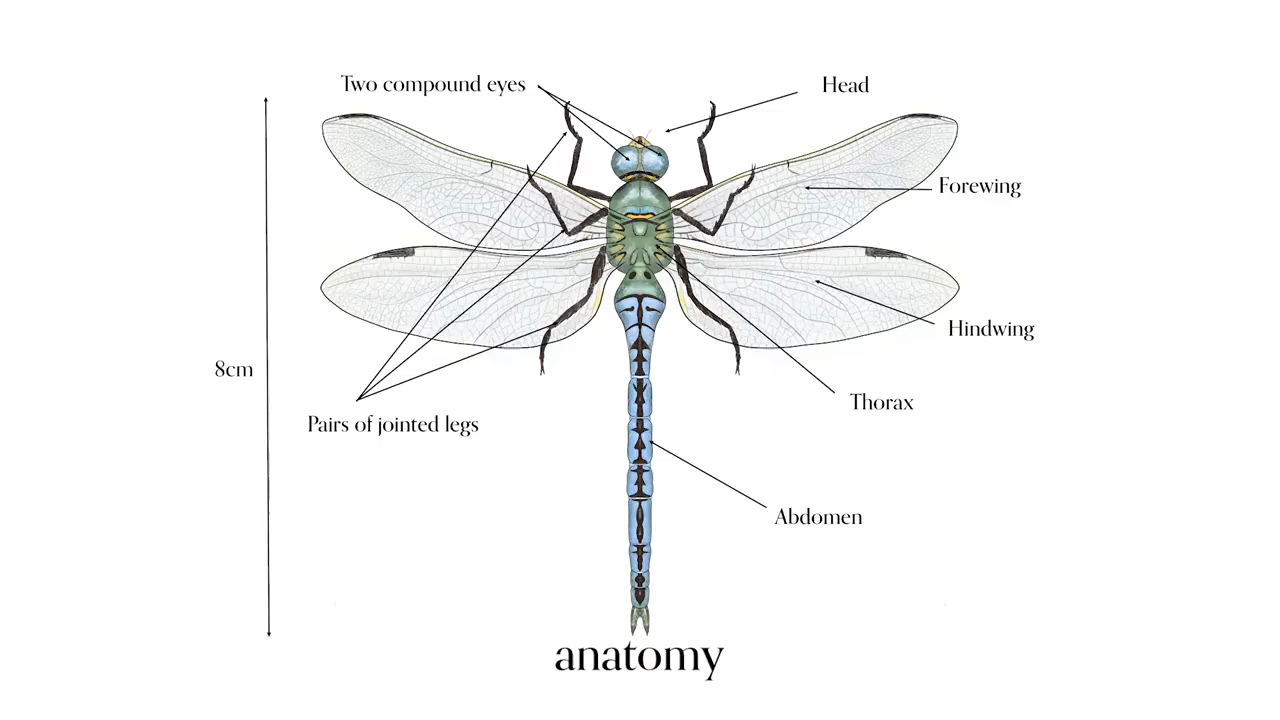 Two compound eyes
Head
Forewing
Hindwing
8cm
Thorax
Pairs of jointed legs
Abdomen
anatomy